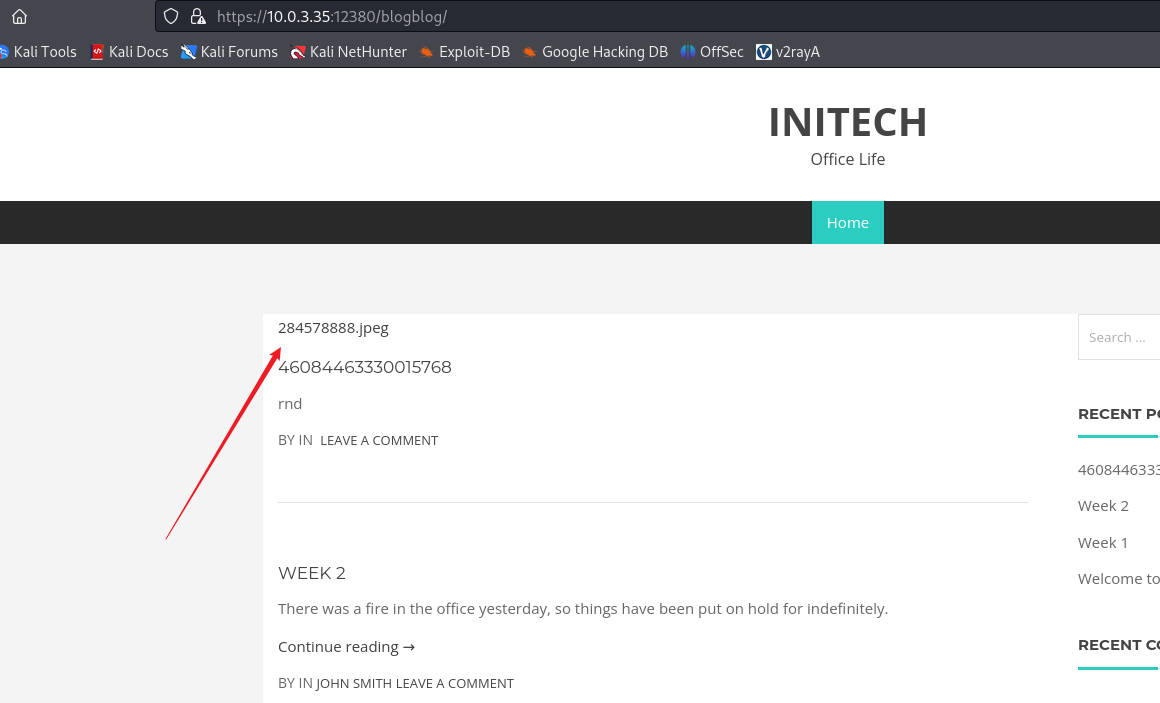 https://10.0.3.35:12380/blogblog/
Kali Tools Kali Docs Kali Forums Kali NetHunter Exploit-DB Google Hacking DB OffSec v2rayA
INITECH
Office Life
Home
284578888.jpeg
46084463330015768
rnd
BY IN LEAVE A COMMENT
WEEK 2
There was a fire in the office yesterday, so things have been put on hold for indefinitely.
Continue reading →
BY IN JOHN SMITH LEAVE A COMMENT
Search ...
RECENT
4608446333
Week 2
Week 1
Welcome to
RECENT